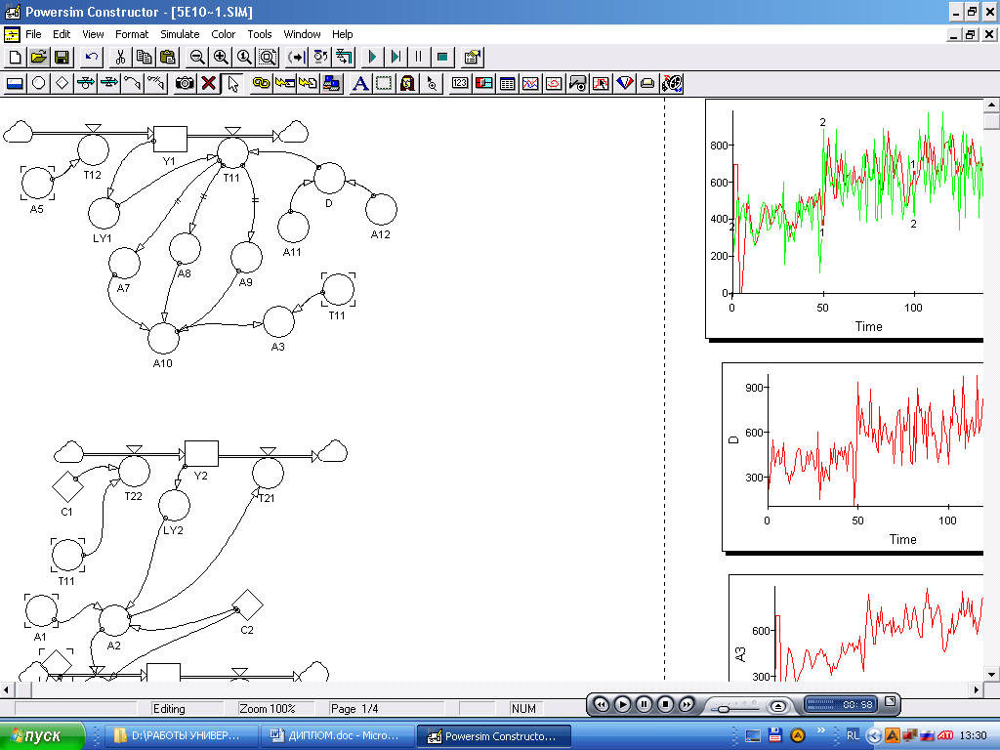 Powersim Constructor - [5E10~1.SIM]
File Edit View Format Simulate Color Tools Window Help
123
Y1
T12
T11
A5
LY1
D
A11
A12
A7
A8
A9
T11
A3
A10
Y2
T22
T21
C1
LY2
T11
A1
A2
C2
800
600
400
200
0
2
2
1
1
2
0 50 100
Time
900
600
300
D
0 50 100
Time
600
300
A3
Editing Zoom 100% Page 1/4 NUM
00:58
пуск D:\РАБОТЫ УНИВЕР... ДИПЛОМ.doc - Micro... Powersim Constructo... RL ATI 13:30